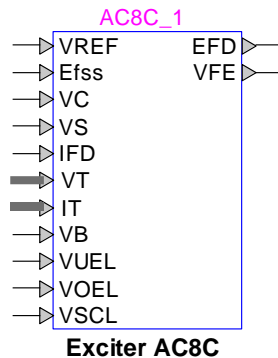 AC8C_1
VREF EFD
Efss VFE
VC
VS
IFD
VT
IT
VB
VUEL
VOEL
VSCL
Exciter AC8C